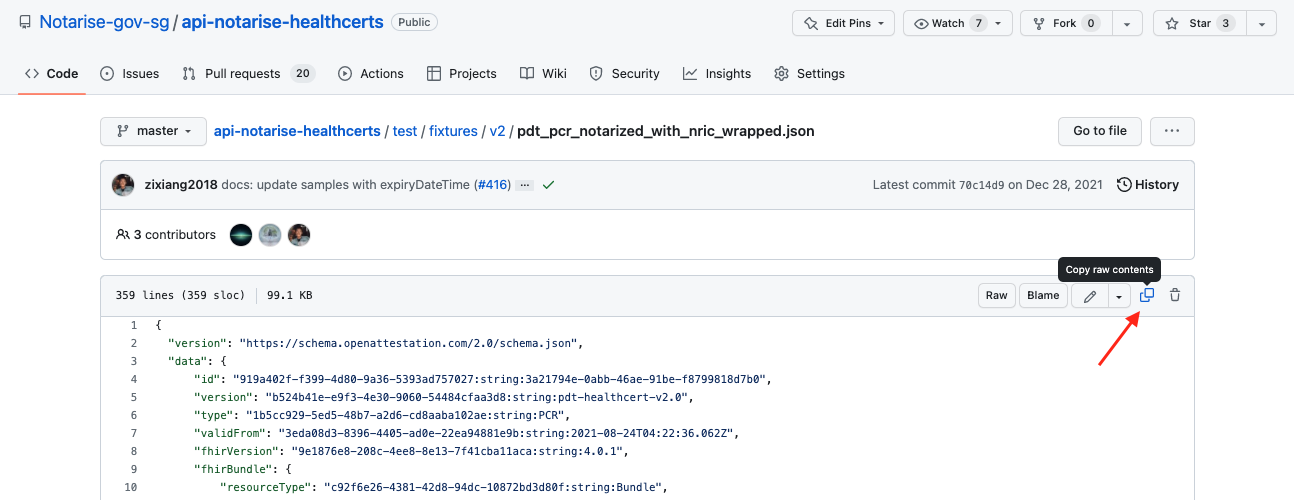 Notarise-gov-sg / api-notarise-healthcerts Public Edit Pins Watch 7 Fork 0 Star 3
Code Issues Pull requests 20 Actions Projects Wiki Security Insights Settings
master api-notarise-healthcerts / test / fixtures / v2 / pdt_pcr_notarized_with_nric_wrapped.json Go to file ...
zixiang2018 docs: update samples with expiryDateTime (#416) ... Latest commit 70c14d9 on Dec 28, 2021 History
3 contributors
Copy raw contents
359 lines (359 sloc) 99.1 KB Raw Blame
1 {
2 "version": "https://schema.openattestation.com/2.0/schema.json",
3 "data": {
4 "id": "919a402f-f399-4d80-9a36-5393ad757027:string:3a21794e-0abb-46ae-91be-f8799818d7b0",
5 "version": "b524b41e-e9f3-4e30-9060-54484cfaa3d8:string:pdt-healthcert-v2.0",
6 "type": "1b5cc929-5ed5-48b7-a2d6-cd8aaba102ae:string:PCR",
7 "validFrom": "3eda08d3-8396-4405-ad0e-22ea94881e9b:string:2021-08-24T04:22:36.062Z",
8 "fhirVersion": "9e1876e8-208c-4ee8-8e13-7f41cba11aca:string:4.0.1",
9 "fhirBundle": {
10 "resourceType": "c92f6e26-4381-42d8-94dc-10872bd3d80f:string:Bundle",